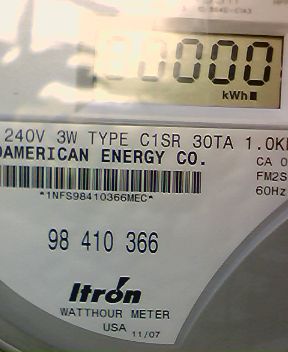 00000
kWh
240V 3W TYPE C1SR 30TA 1.0K
AMERICAN ENERGY CO.
*1NFS98410366MEC*
CA 0
FM2S
60Hz
98 410 366
Itron
WATTHOUR METER
USA 11/07